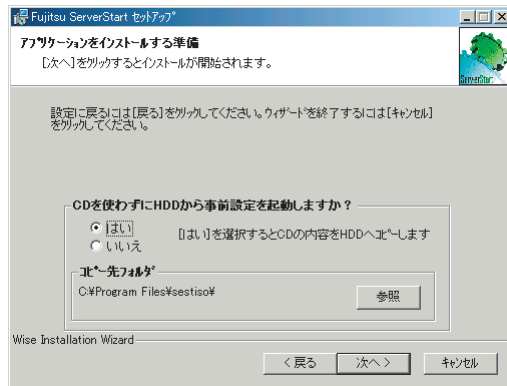 Fujitsu ServerStart ｾｯﾄｱｯﾌﾟ
ｱﾌﾟﾘｹｰｼｮﾝをｲﾝｽﾄｰﾙする準備
［次へ］をｸﾘｯｸするとｲﾝｽﾄｰﾙが開始されます。
ServerStart
設定に戻るには［戻る］をｸﾘｯｸしてください。ｳｨｻﾞｰﾄﾞを終了するには［ｷｬﾝｾﾙ］
をｸﾘｯｸしてください。
CDを使わずにHDDから事前設定を起動しますか？
はい
［はい］を選択するとCDの内容をHDDへｺﾋﾟｰします
いいえ
ｺﾋﾟｰ先ﾌｫﾙﾀﾞ
C:¥Program Files¥sestiso¥
参照
Wise Installation Wizard
< 戻る
次へ >
ｷｬﾝｾﾙ